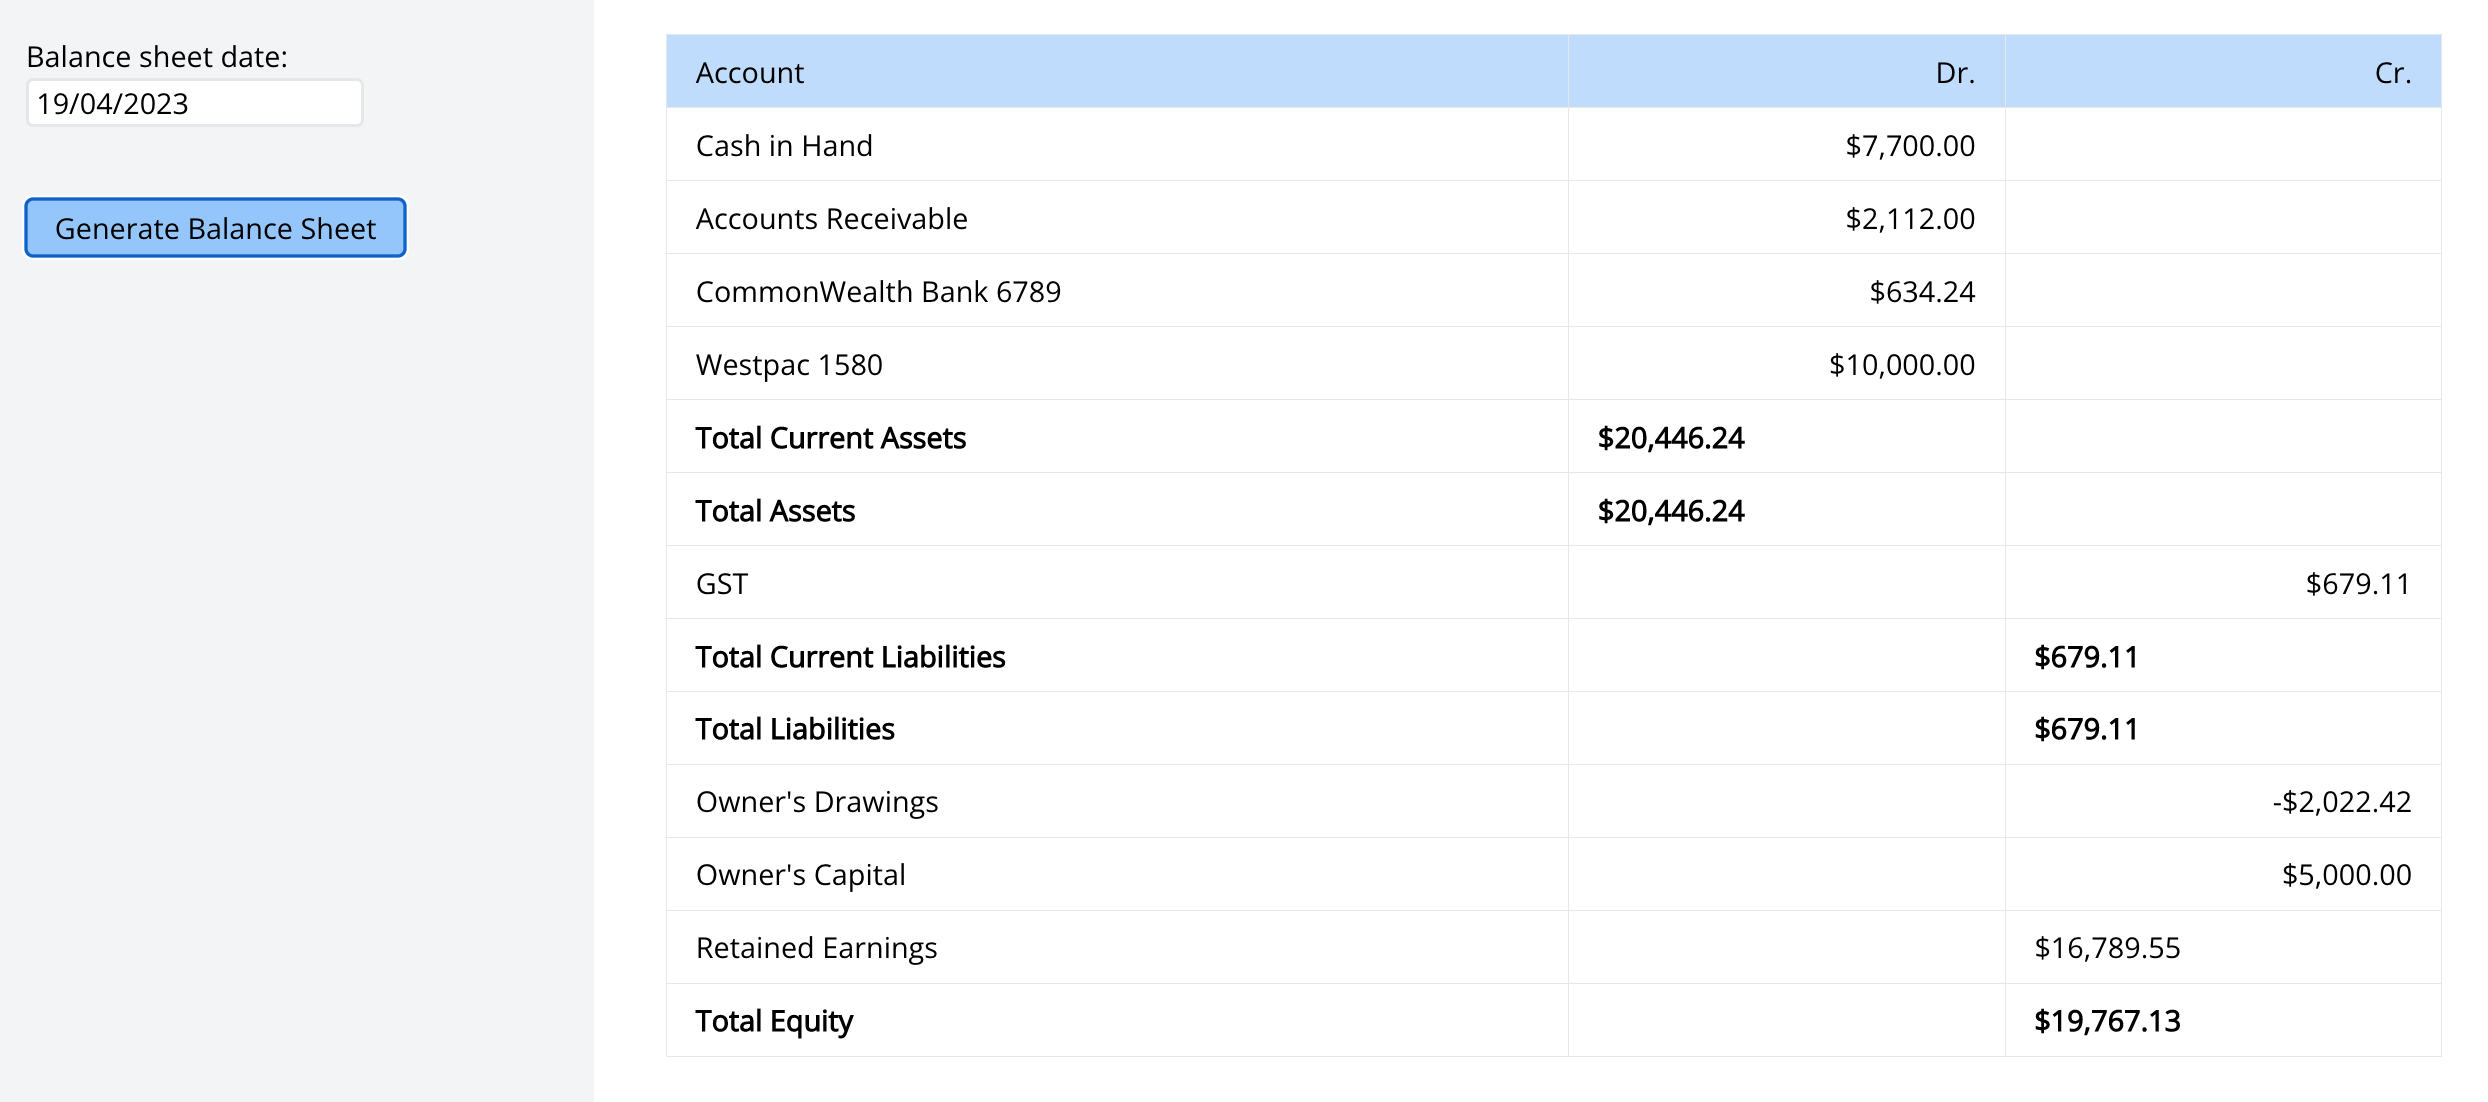 Balance sheet date:
19/04/2023
Generate Balance Sheet
Account Dr. Cr.
Cash in Hand $7,700.00
Accounts Receivable $2,112.00
CommonWealth Bank 6789 $634.24
Westpac 1580 $10,000.00
Total Current Assets $20,446.24
Total Assets $20,446.24
GST $679.11
Total Current Liabilities $679.11
Total Liabilities $679.11
Owner's Drawings -$2,022.42
Owner's Capital $5,000.00
Retained Earnings $16,789.55
Total Equity $19,767.13